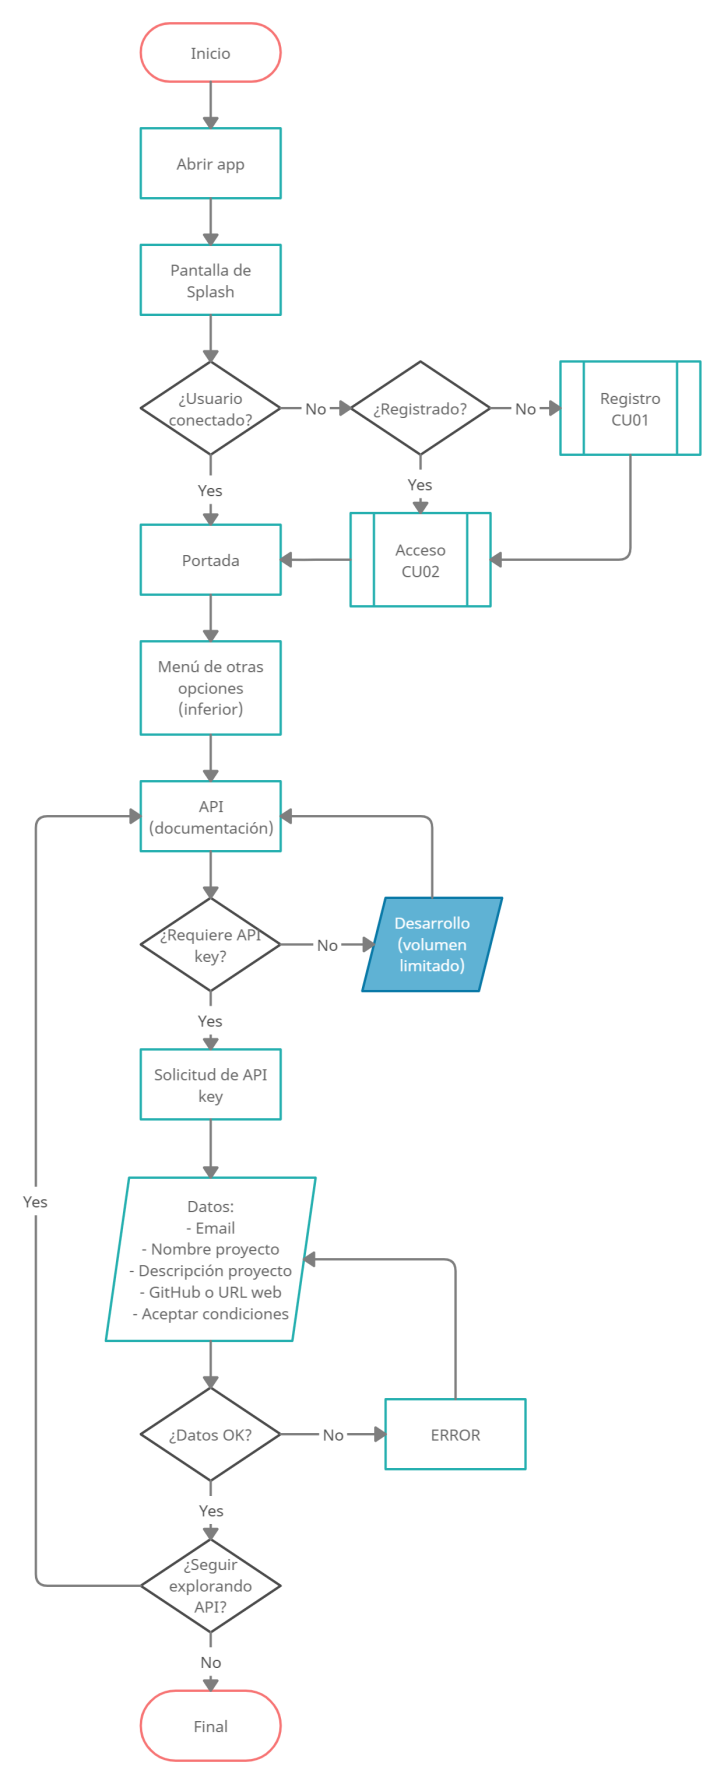 Inicio
Abrir app
Pantalla de
Splash
¿Usuario
conectado?
No
¿Registrado?
No
Registro
CU01
Yes
Yes
Portada
Acceso
CU02
Menú de otras
opciones
(inferior)
API
(documentación)
¿Requiere API
key?
No
Desarrollo
(volumen
limitado)
Yes
Solicitud de API
key
Yes
Datos:
- Email
- Nombre proyecto
- Descripción proyecto
- GitHub o URL web
- Aceptar condiciones
¿Datos OK?
No
ERROR
Yes
¿Seguir
explorando
API?
No
Final